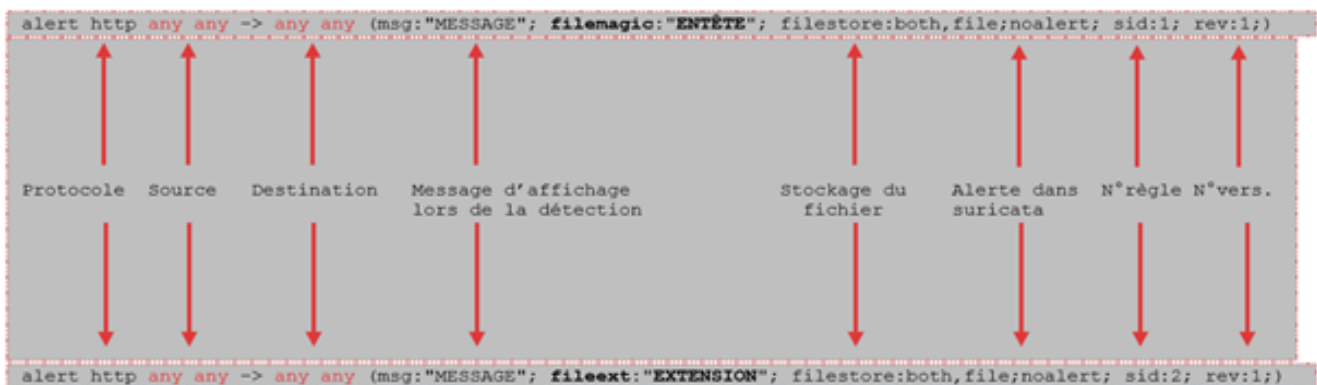 alert http any any -> any any (msg:"MESSAGE"; filemagic:"ENTÊTE"; filestore:both,file;noalert; sid:1; rev:1;)
Protocole Source Destination Message d'affichage Stockage du Alerte dans N°règle N°vers.
lors de la détection fichier suricata
alert http any any -> any any (msg:"MESSAGE"; fileext:"EXTENSION"; filestore:both,file;noalert; sid:2; rev:1;)